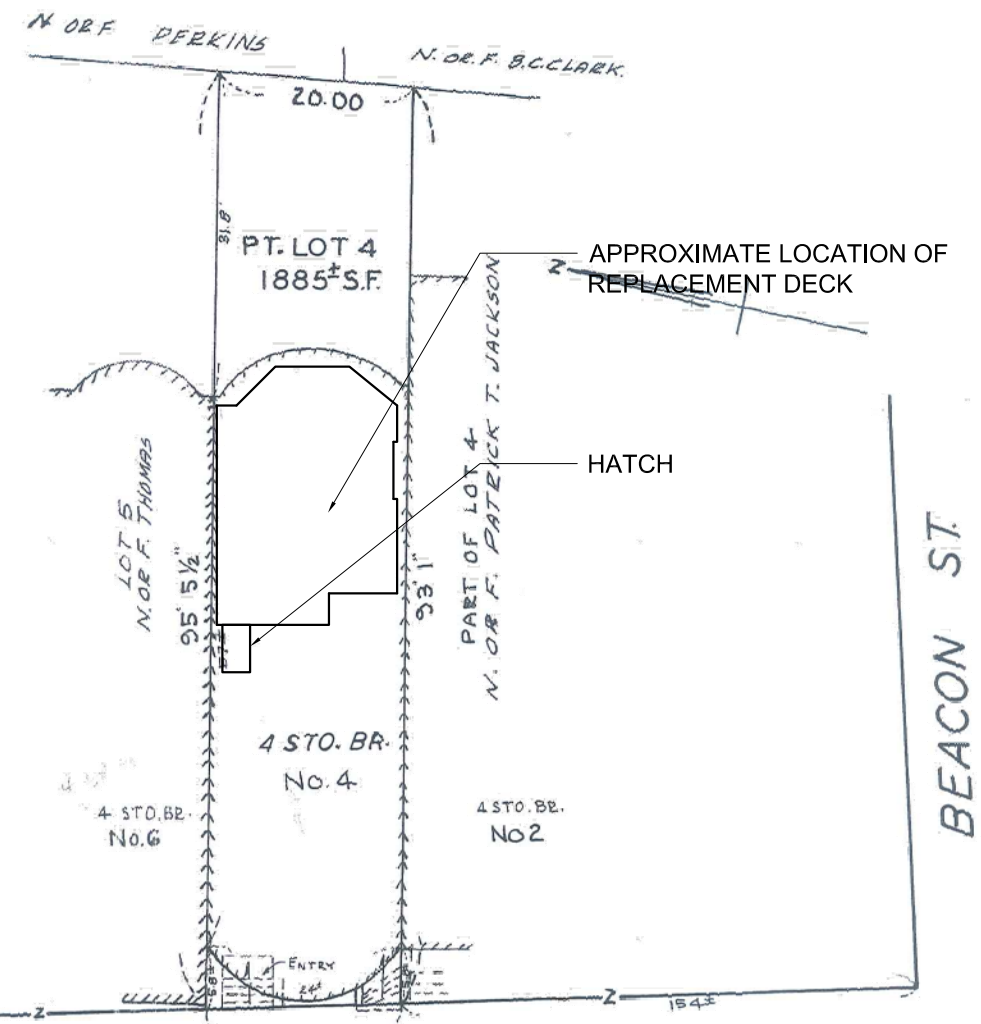 N OR F PERKINS
N. OR. F. B.C. CLARK.
20.00
31.8'
PT. LOT 4
1885± S.F.
APPROXIMATE LOCATION OF
REPLACEMENT DECK
HATCH
LOT 5
N. OR F. THOMAS
95' 5½"
93' 1"
PART OF LOT 4
N. OR F. PATRICK T. JACKSON
BEACON ST.
4 STO. BR.
No. 4
4 STO. BR.
No. 6
4 STO. BR.
NO 2
ENTRY
24±
154±